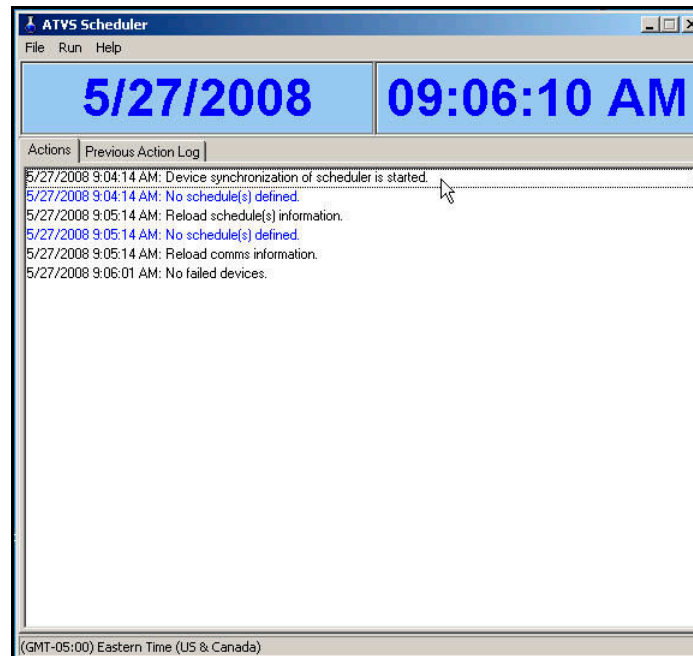 ATVS Scheduler
File Run Help
5/27/2008 09:06:10 AM
Actions Previous Action Log
5/27/2008 9:04:14 AM: Device synchronization of scheduler is started.
5/27/2008 9:04:14 AM: No schedule(s) defined.
5/27/2008 9:05:14 AM: Reload schedule(s) information.
5/27/2008 9:05:14 AM: No schedule(s) defined.
5/27/2008 9:05:14 AM: Reload comms information.
5/27/2008 9:06:01 AM: No failed devices.
(GMT-05:00) Eastern Time (US & Canada)